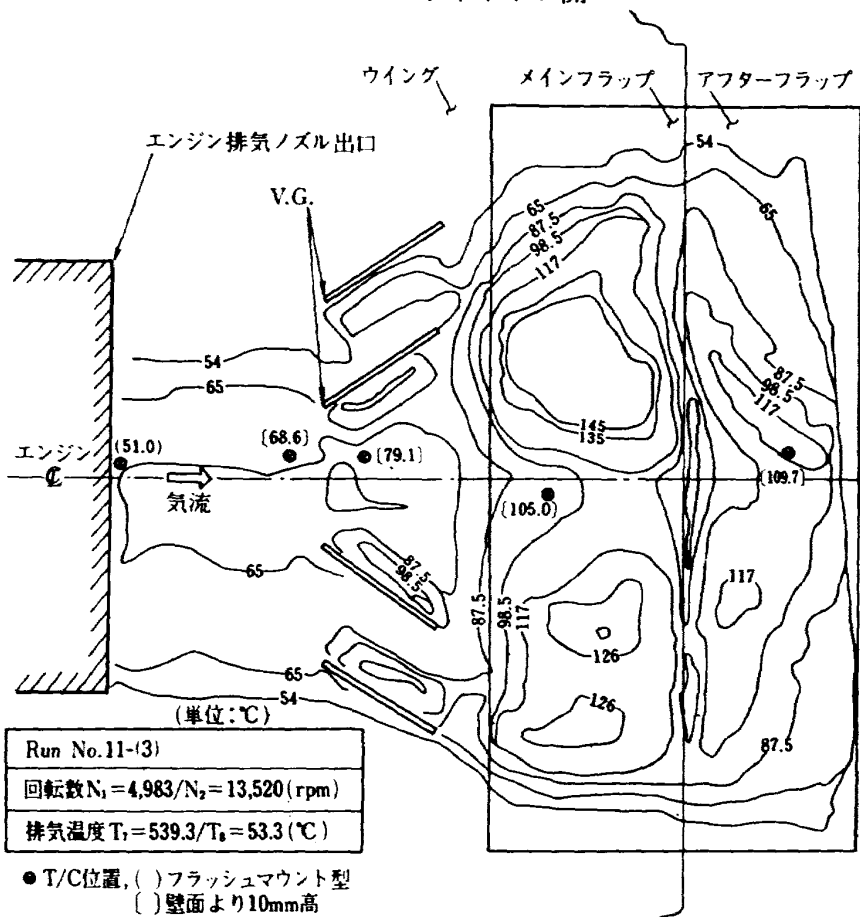 ウイング
メインフラップ
アフターフラップ
エンジン排気ノズル出口
V.G.
54
65
87.5
98.5
117
65
54
65
87.5
98.5
117
145
135
エンジン
℄
(51.0)
〔68.6〕
〔79.1〕
〔105.0〕
〔109.7〕
気流
65
87.5
98.5
87.5
98.5
117
117
126
126
65
54
87.5
(単位:℃)
Run No.11-(3)
回転数N₁=4,983/N₂=13,520(rpm)
排気温度T₇=539.3/T₈=53.3(℃)
● T/C位置, ( )フラッシュマウント型
〔 〕壁面より10mm高